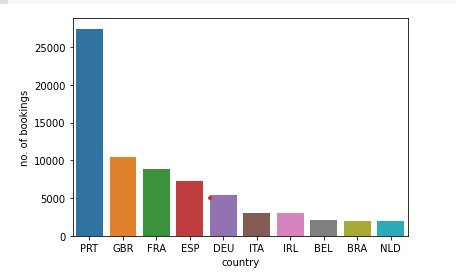 25000
20000
15000
10000
5000
0
no. of bookings
PRT GBR FRA ESP DEU ITA IRL BEL BRA NLD
country